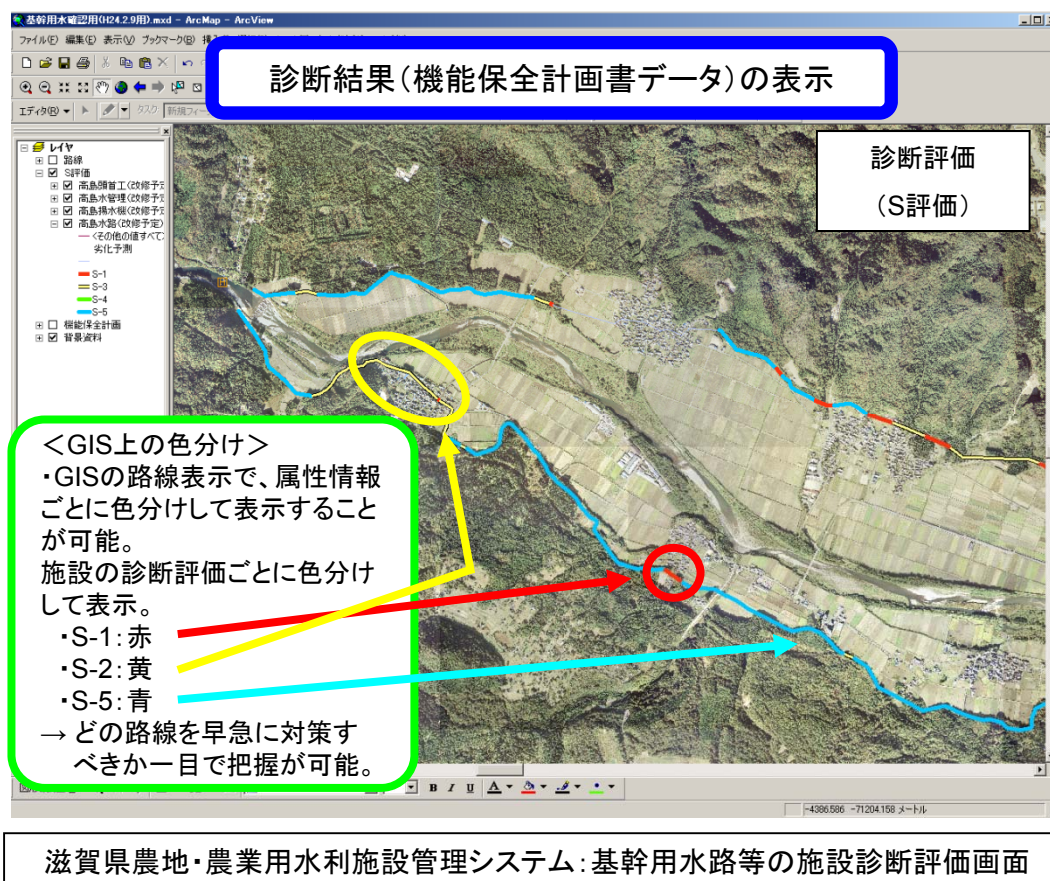 基幹用水確認用(H24.2.9用).mxd - ArcMap - ArcView
ファイル(F) 編集(E) 表示(V) ブックマーク(B)
診断結果(機能保全計画書データ)の表示
エディタ(R) タスク
レイヤ
路線
S評価
高島頭首工(改修予定
高島水管理(改修予定
高島揚水機(改修予定
高島水路(改修予定)
<その他の値すべて>
劣化予測
S-1
S-3
S-4
S-5
機能保全計画
背景資料
診断評価
(S評価)
<GIS上の色分け>
・GISの路線表示で、属性情報
ごとに色分けして表示すること
が可能。
施設の診断評価ごとに色分け
して表示。
・S-1:赤
・S-2:黄
・S-5:青
→ どの路線を早急に対策す
べきか一目で把握が可能。
B I U A
-4386.586 -71204.158 メートル
滋賀県農地・農業用水利施設管理システム:基幹用水路等の施設診断評価画面